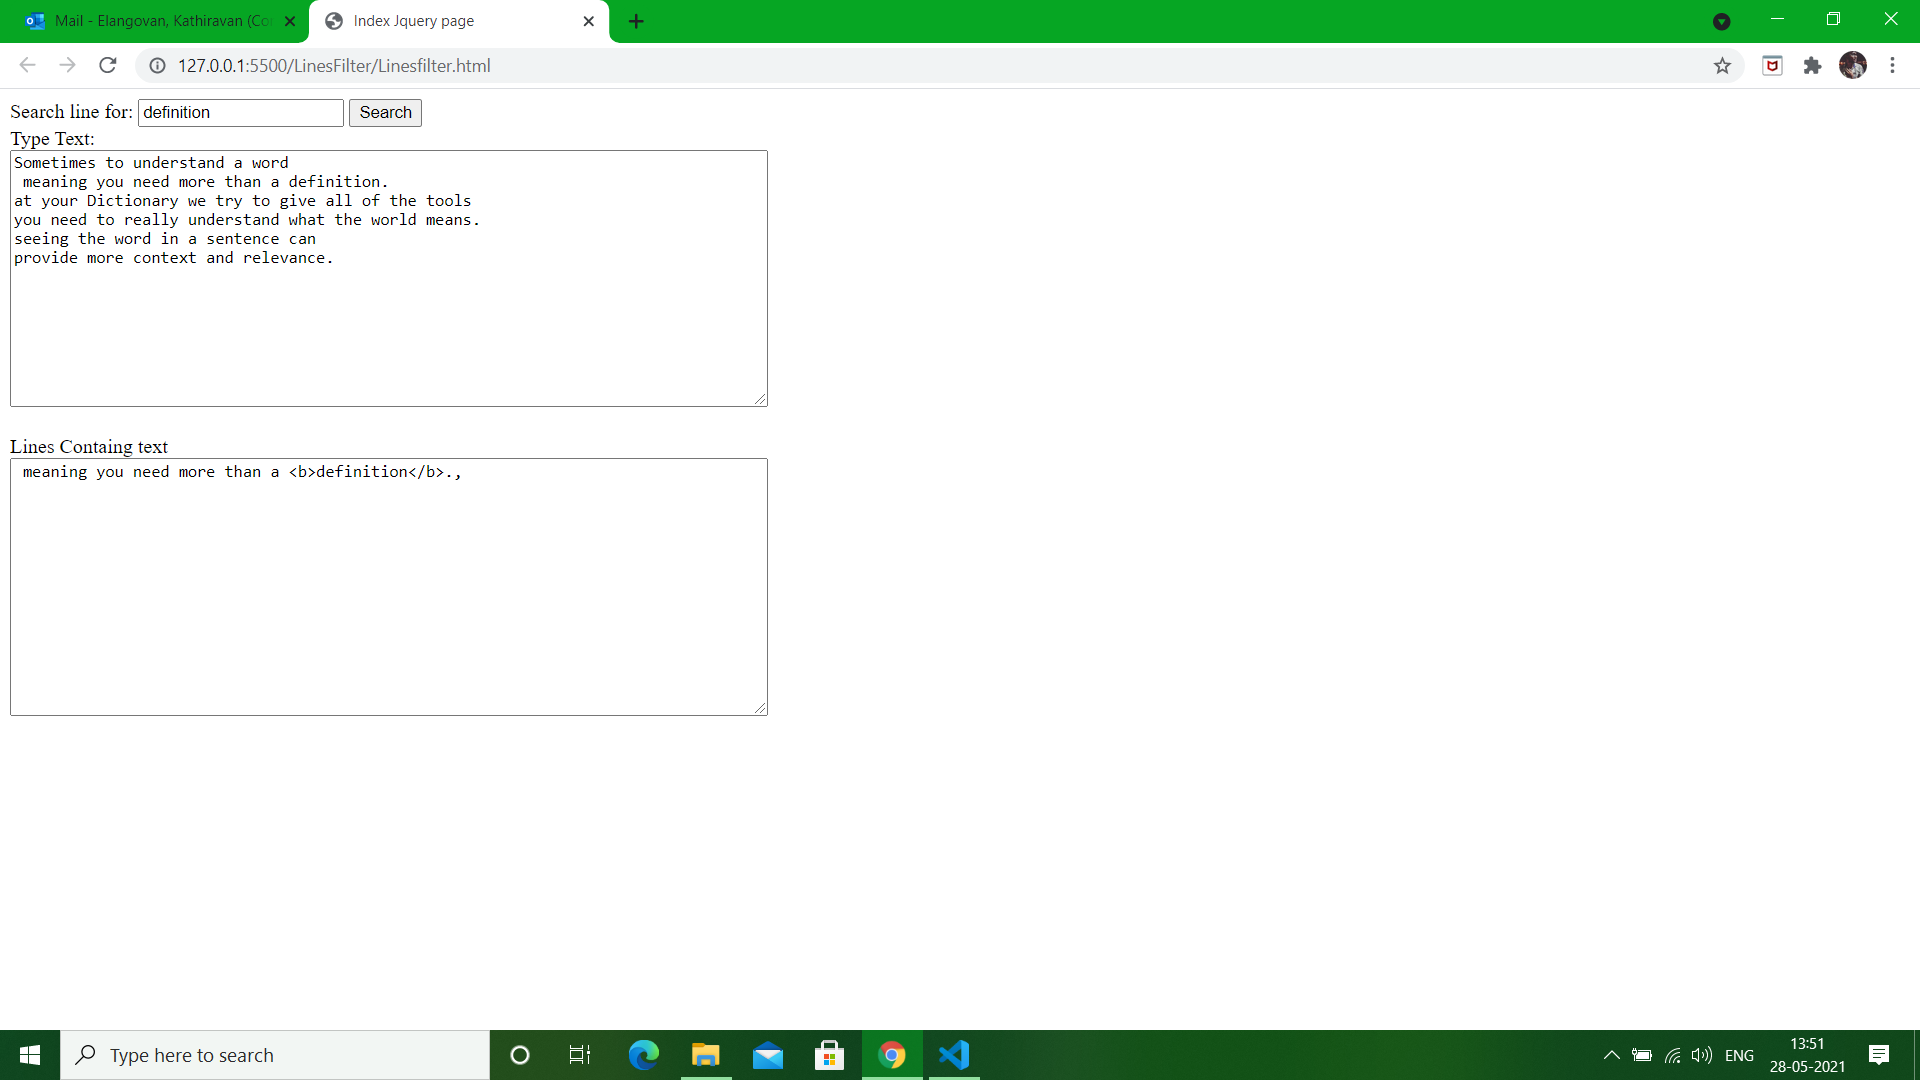 Mail - Elangovan, Kathiravan (Co
Index Jquery page
127.0.0.1:5500/LinesFilter/Linesfilter.html
Search line for: definition Search
Type Text:
Sometimes to understand a word
meaning you need more than a definition.
at your Dictionary we try to give all of the tools
you need to really understand what the world means.
seeing the word in a sentence can
provide more context and relevance.
Lines Containg text
meaning you need more than a <b>definition</b>.,
Type here to search
ENG
13:51
28-05-2021